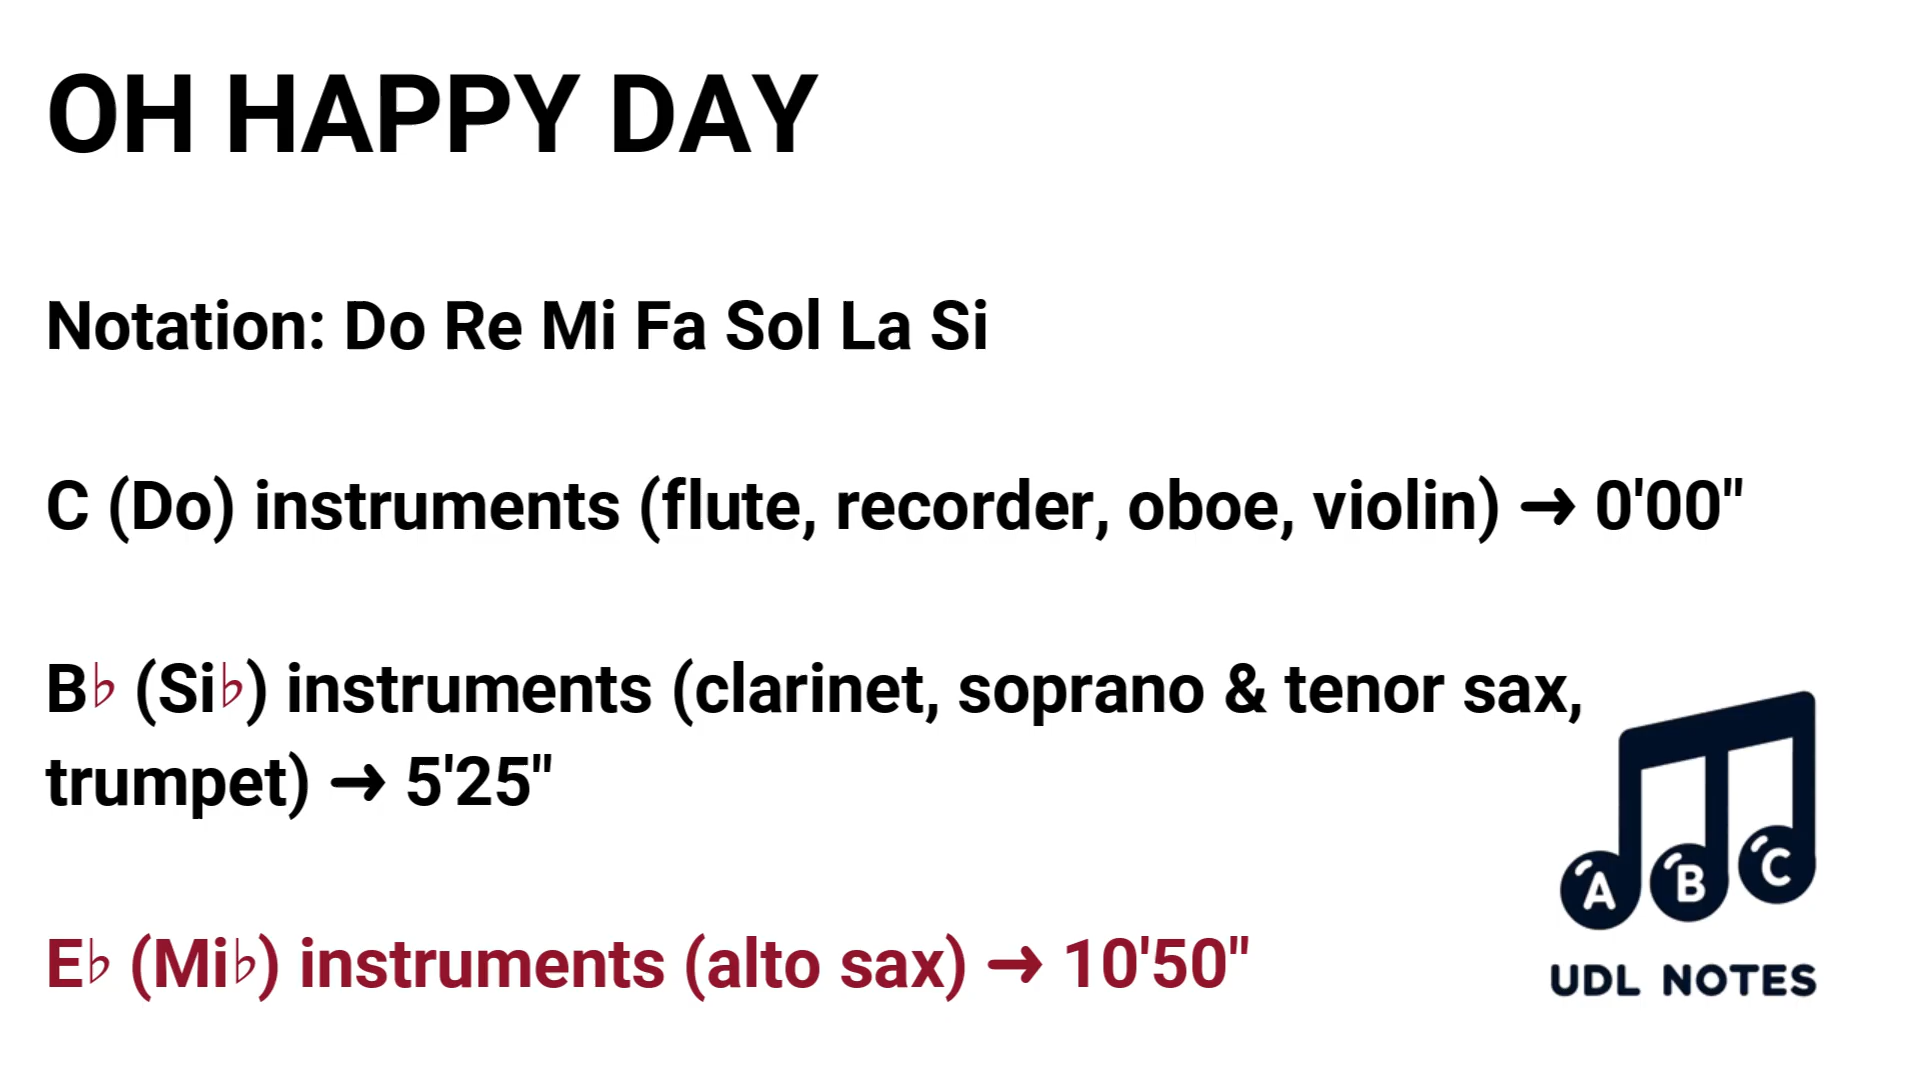 OH HAPPY DAY
Notation: Do Re Mi Fa Sol La Si
C (Do) instruments (flute, recorder, oboe, violin) → 0'00"
B♭ (Si♭) instruments (clarinet, soprano & tenor sax,
trumpet) → 5'25"
E♭ (Mi♭) instruments (alto sax) → 10'50"
A B C
UDL NOTES